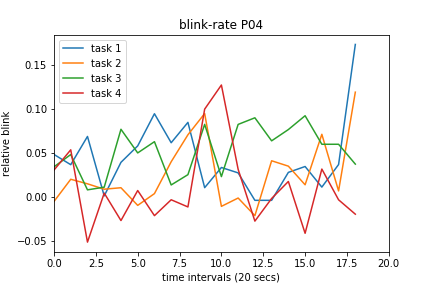 blink-rate P04
task 1
task 2
task 3
task 4
relative blink
0.15
0.10
0.05
0.00
−0.05
0.0 2.5 5.0 7.5 10.0 12.5 15.0 17.5 20.0
time intervals (20 secs)